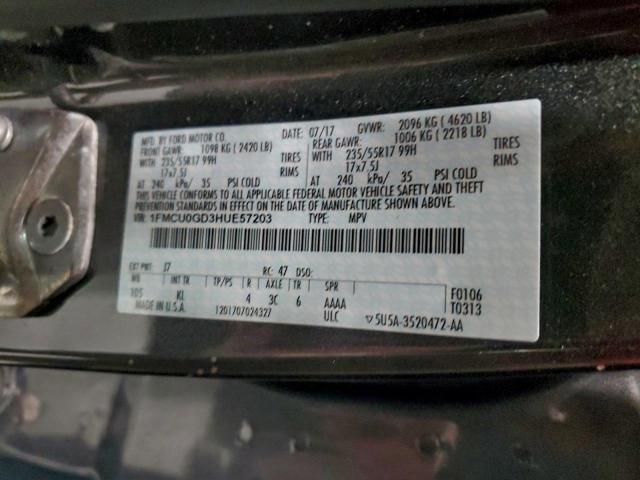 MFD. BY FORD MOTOR CO. DATE: 07/17 GVWR: 2096 KG ( 4620 LB)
FRONT GAWR: 1098 KG ( 2420 LB) REAR GAWR: 1006 KG ( 2218 LB)
WITH 235/55R17 99H TIRES WITH 235/55R17 99H TIRES
17x7.5J RIMS 17x7.5J RIMS
AT 240 kPa/ 35 PSI COLD AT 240 kPa/ 35 PSI COLD
THIS VEHICLE CONFORMS TO ALL APPLICABLE FEDERAL MOTOR VEHICLE SAFETY AND THEFT
PREVENTION STANDARDS IN EFFECT ON THE DATE OF MANUFACTURE SHOWN ABOVE.
VIN: 1FMCU0GD3HUE57203 TYPE: MPV
EXT PNT: J7 RC: 47 DSO:
WB INT TR TP/PS R AXLE TR SPR
105 KL 4 3C 6 AAAA F0106
MADE IN U.S.A. 1201707024327 ULC ▽5U5A-3520472-AA T0313